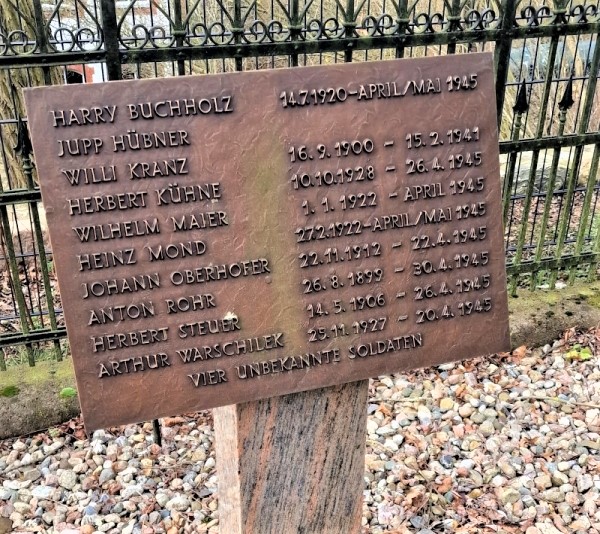 HARRY BUCHHOLZ 14.7.1920–APRIL/MAI 1945
JUPP HÜBNER
WILLI KRANZ 16. 9. 1900 – 15. 2. 1941
HERBERT KÜHNE 10.10.1928 – 26. 4. 1945
WILHELM MAIER 1. 1. 1922 – APRIL 1945
HEINZ MOND 27.2.1922–APRIL/MAI 1945
JOHANN OBERHOFER 22.11.1912 – 22.4.1945
ANTON ROHR 26. 8. 1899 – 30.4.1945
HERBERT STEUER 14. 5. 1906 – 26.4.1945
ARTHUR WARSCHILEK 25.11.1927 – 20.4.1945
VIER UNBEKANNTE SOLDATEN